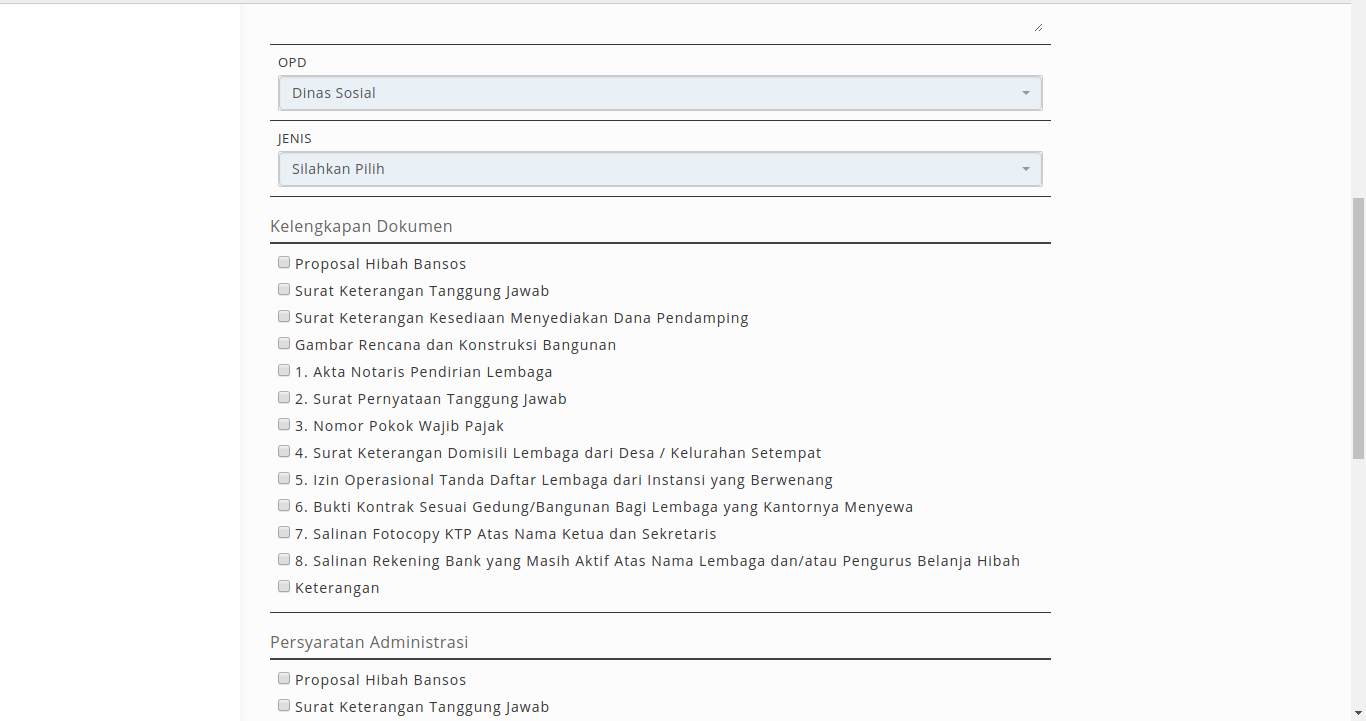 OPD
Dinas Sosial
JENIS
Silahkan Pilih
Kelengkapan Dokumen
Proposal Hibah Bansos
Surat Keterangan Tanggung Jawab
Surat Keterangan Kesediaan Menyediakan Dana Pendamping
Gambar Rencana dan Konstruksi Bangunan
1. Akta Notaris Pendirian Lembaga
2. Surat Pernyataan Tanggung Jawab
3. Nomor Pokok Wajib Pajak
4. Surat Keterangan Domisili Lembaga dari Desa / Kelurahan Setempat
5. Izin Operasional Tanda Daftar Lembaga dari Instansi yang Berwenang
6. Bukti Kontrak Sesuai Gedung/Bangunan Bagi Lembaga yang Kantornya Menyewa
7. Salinan Fotocopy KTP Atas Nama Ketua dan Sekretaris
8. Salinan Rekening Bank yang Masih Aktif Atas Nama Lembaga dan/atau Pengurus Belanja Hibah
Keterangan
Persyaratan Administrasi
Proposal Hibah Bansos
Surat Keterangan Tanggung Jawab